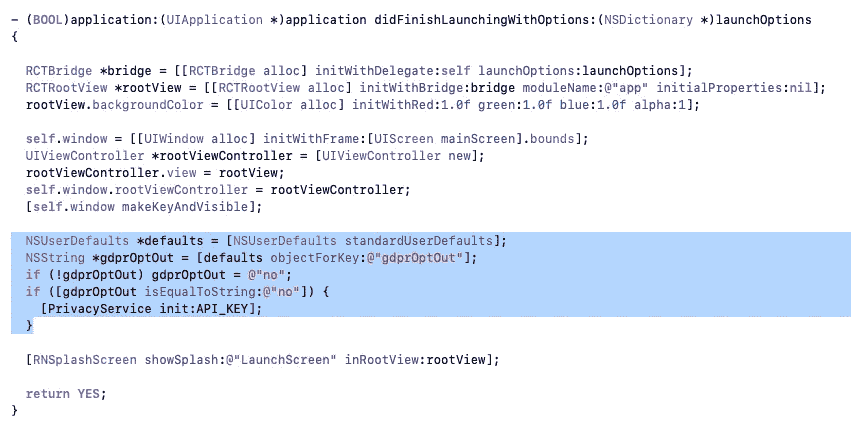 - (BOOL)application:(UIApplication *)application didFinishLaunchingWithOptions:(NSDictionary *)launchOptions
{
RCTBridge *bridge = [[RCTBridge alloc] initWithDelegate:self launchOptions:launchOptions];
RCTRootView *rootView = [[RCTRootView alloc] initWithBridge:bridge moduleName:@"app" initialProperties:nil];
rootView.backgroundColor = [[UIColor alloc] initWithRed:1.0f green:1.0f blue:1.0f alpha:1];
self.window = [[UIWindow alloc] initWithFrame:[UIScreen mainScreen].bounds];
UIViewController *rootViewController = [UIViewController new];
rootViewController.view = rootView;
self.window.rootViewController = rootViewController;
[self.window makeKeyAndVisible];
NSUserDefaults *defaults = [NSUserDefaults standardUserDefaults];
NSString *gdprOptOut = [defaults objectForKey:@"gdprOptOut"];
if (!gdprOptOut) gdprOptOut = @"no";
if ([gdprOptOut isEqualToString:@"no"]) {
[PrivacyService init:API_KEY];
}
[RNSplashScreen showSplash:@"LaunchScreen" inRootView:rootView];
return YES;
}